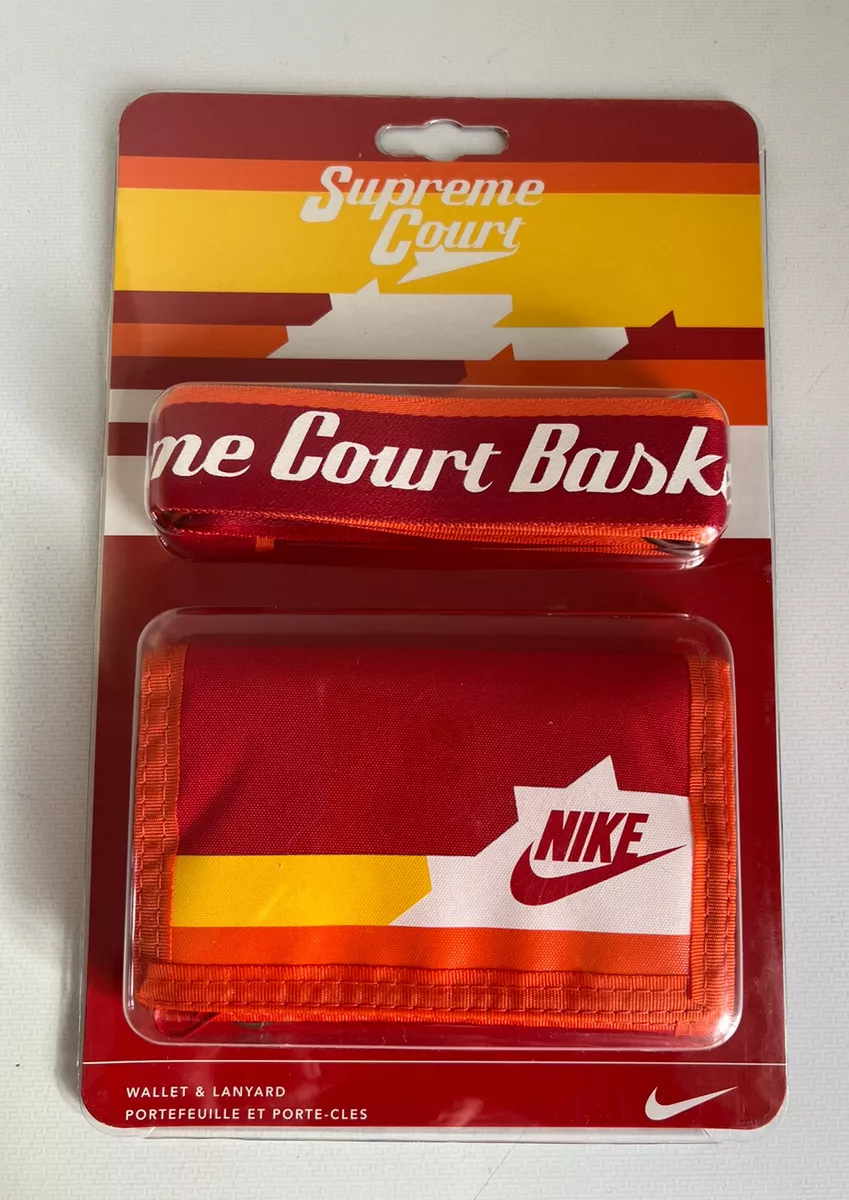 Supreme
Court
me Court Bask
NIKE
WALLET & LANYARD
PORTEFEUILLE ET PORTE-CLES